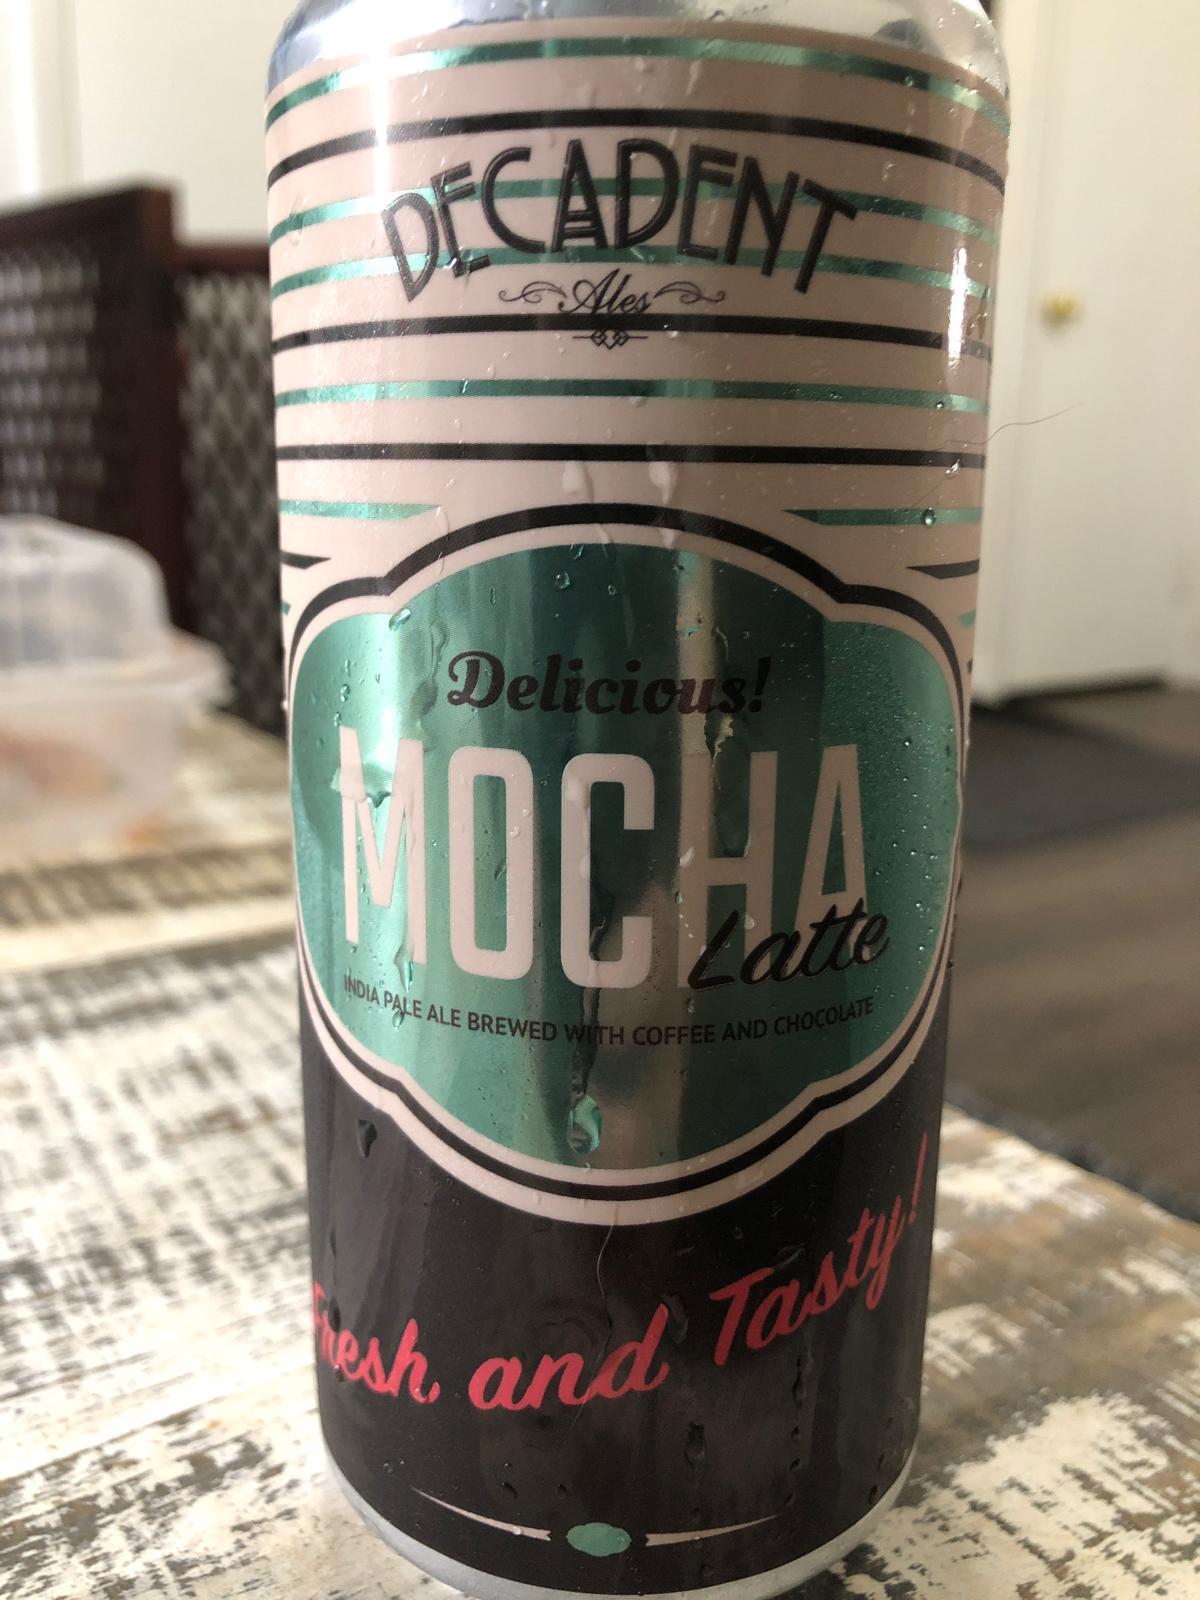 DECADENT
Ales
Delicious!
MOCHA
Latte
INDIA PALE ALE BREWED WITH COFFEE AND CHOCOLATE
Fresh and Tasty!